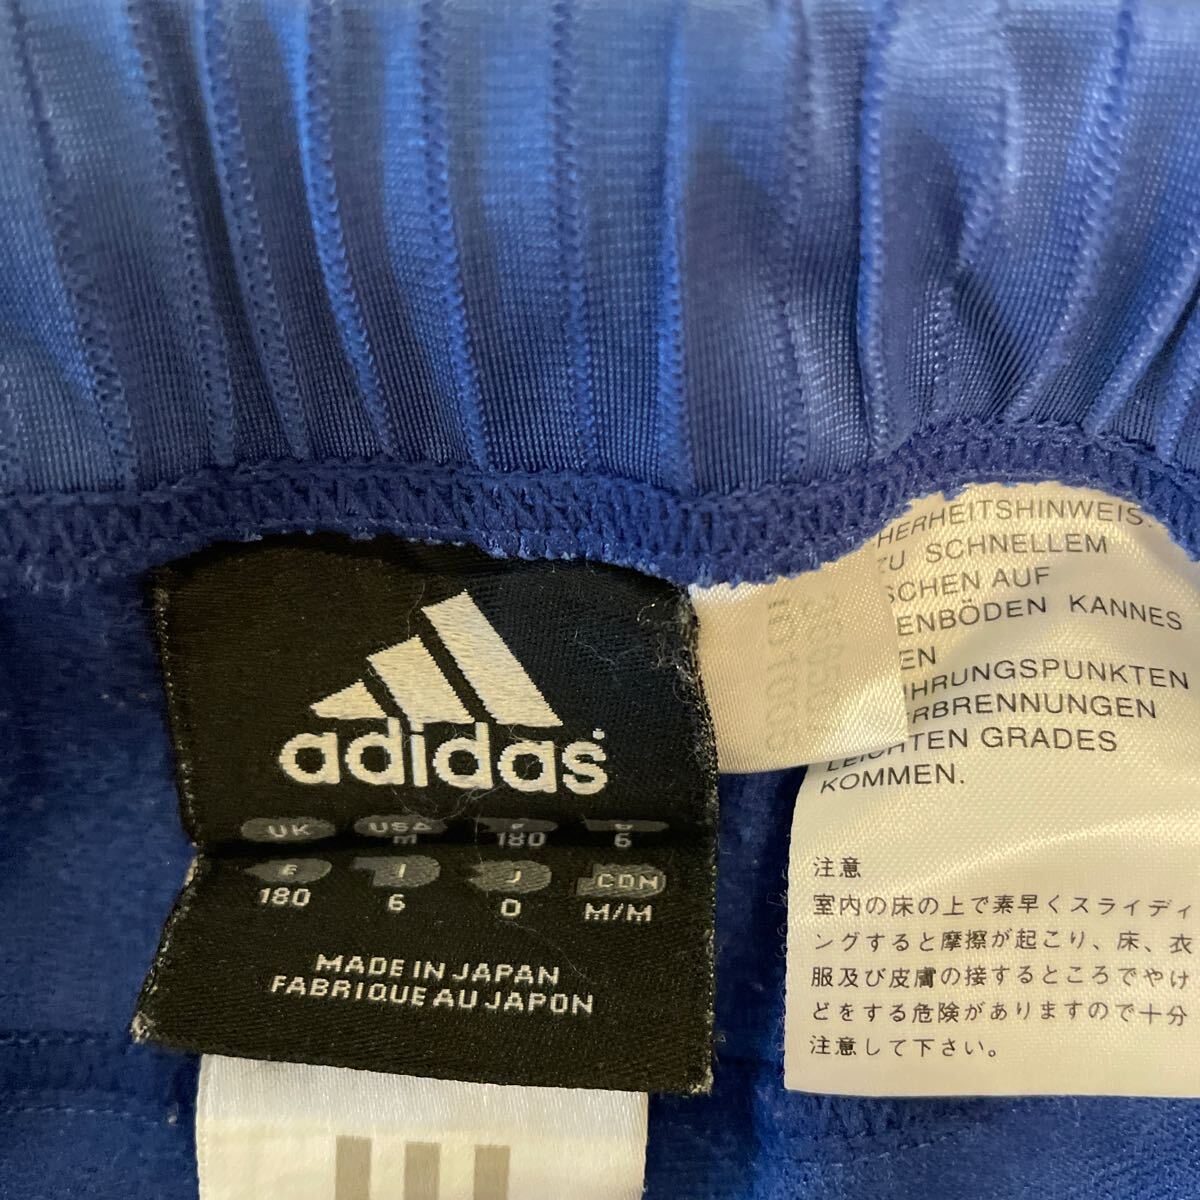 adidas
UK USA F 180 D 6
M
E 180 I 6 J O CDN M/M
MADE IN JAPAN
FABRIQUE AU JAPON
HERHEITSHINWEIS:
ZU SCHNELLEM
SCHEN AUF
ENBÖDEN KANNES
EN
HRUNGSPUNKTEN
ERBRENNUNGEN
LEICHTEN GRADES
KOMMEN.
注意
室内の床の上で素早くスライディ
ングすると摩擦が起こり、床、衣
服及び皮膚の接するところでやけ
どをする危険がありますので十分
注意して下さい。